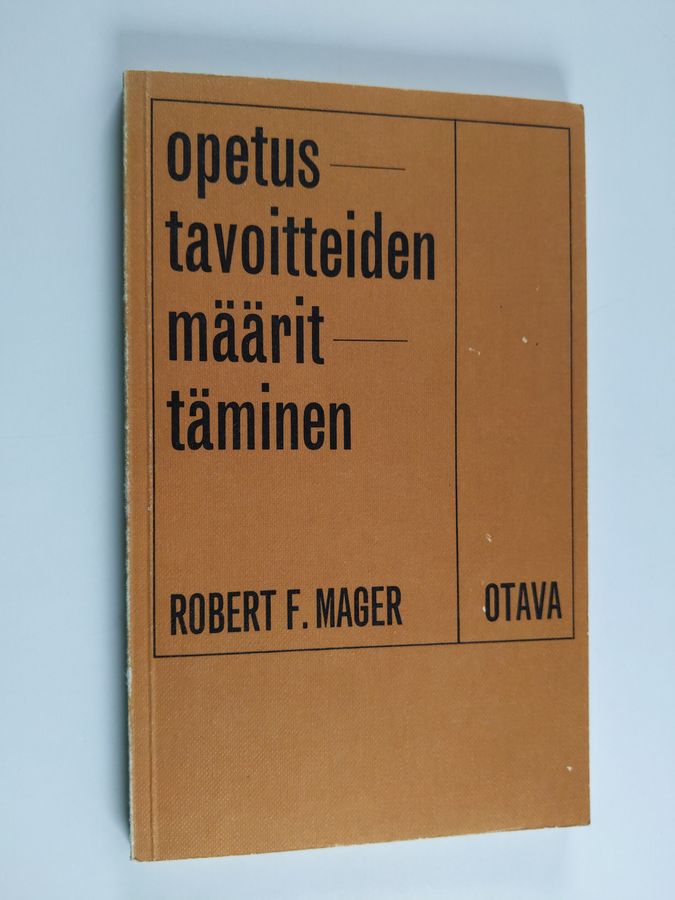 opetus—
tavoitteiden
määrit—
täminen
ROBERT F. MAGER
OTAVA